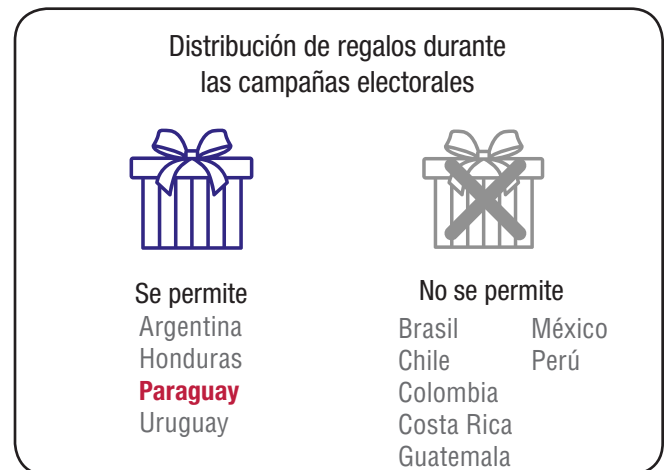 Distribución de regalos durante
las campañas electorales
Se permite
Argentina
Honduras
Paraguay
Uruguay
No se permite
Brasil
Chile
Colombia
Costa Rica
Guatemala
México
Perú